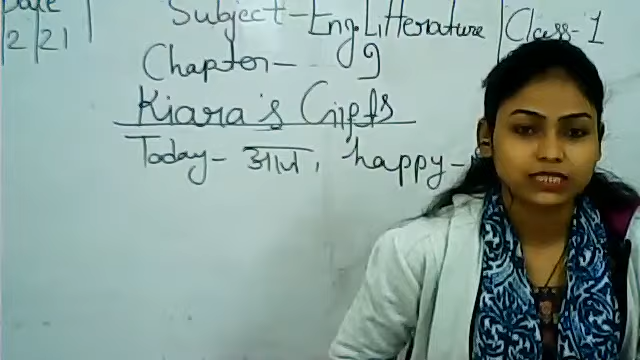 Date Subject - Eng. Litterature Class - 1
2 21
Chapter - 9
Kiara's Gifts
Today - आज, happy -